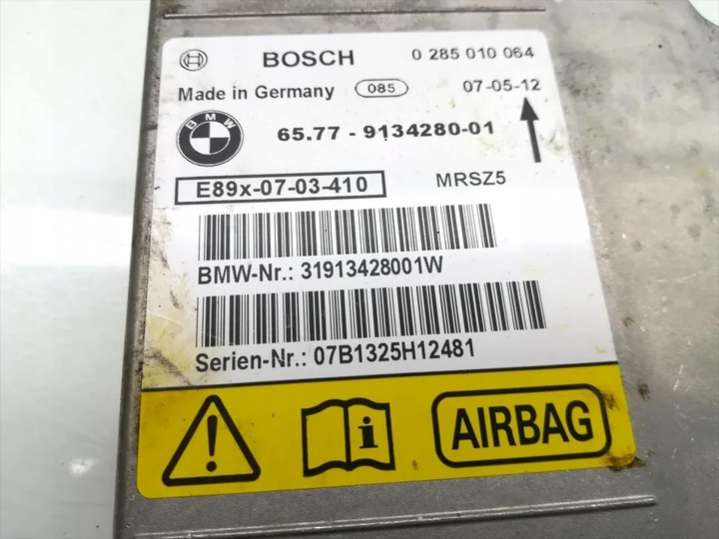 BOSCH 0 285 010 064
Made in Germany 085 07-05-12
BMW 65.77 - 9134280-01
E89x-07-03-410 MRSZ5
BMW-Nr.: 31913428001W
Serien-Nr.: 07B1325H12481
! i AIRBAG